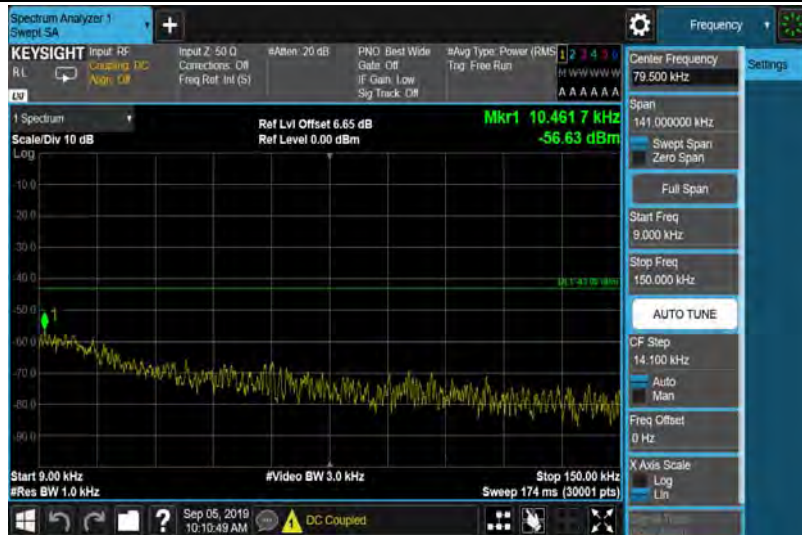 Spectrum Analyzer 1
Swept SA
Frequency
KEYSIGHT
RL
LXI
Input: RF
Coupling: DC
Align: Off
Input Z: 50 Ω
Corrections: Off
Freq Ref: Int (S)
#Atten: 20 dB
PNO: Best Wide
Gate: Off
IF Gain: Low
Sig Track: Off
#Avg Type: Power (RMS
Trig: Free Run
1 2 3 4 5 6
M W W W W W
A A A A A A
1 Spectrum
Scale/Div 10 dB
Log
Ref Lvl Offset 6.65 dB
Ref Level 0.00 dBm
Mkr1 10.461 7 kHz
-56.63 dBm
-10.0
-20.0
-30.0
-40.0
-50.0
-60.0
-70.0
-80.0
-90.0
1
Start 9.00 kHz
#Res BW 1.0 kHz
#Video BW 3.0 kHz
Stop 150.00 kHz
Sweep 174 ms (30001 pts)
Center Frequency
79.500 kHz
Settings
Span
141.000000 kHz
Swept Span
Zero Span
Full Span
Start Freq
9.000 kHz
Stop Freq
150.000 kHz
AUTO TUNE
CF Step
14.100 kHz
Auto
Man
Freq Offset
0 Hz
X Axis Scale
Log
Lin
?
Sep 05, 2019
10:10:49 AM
DC Coupled